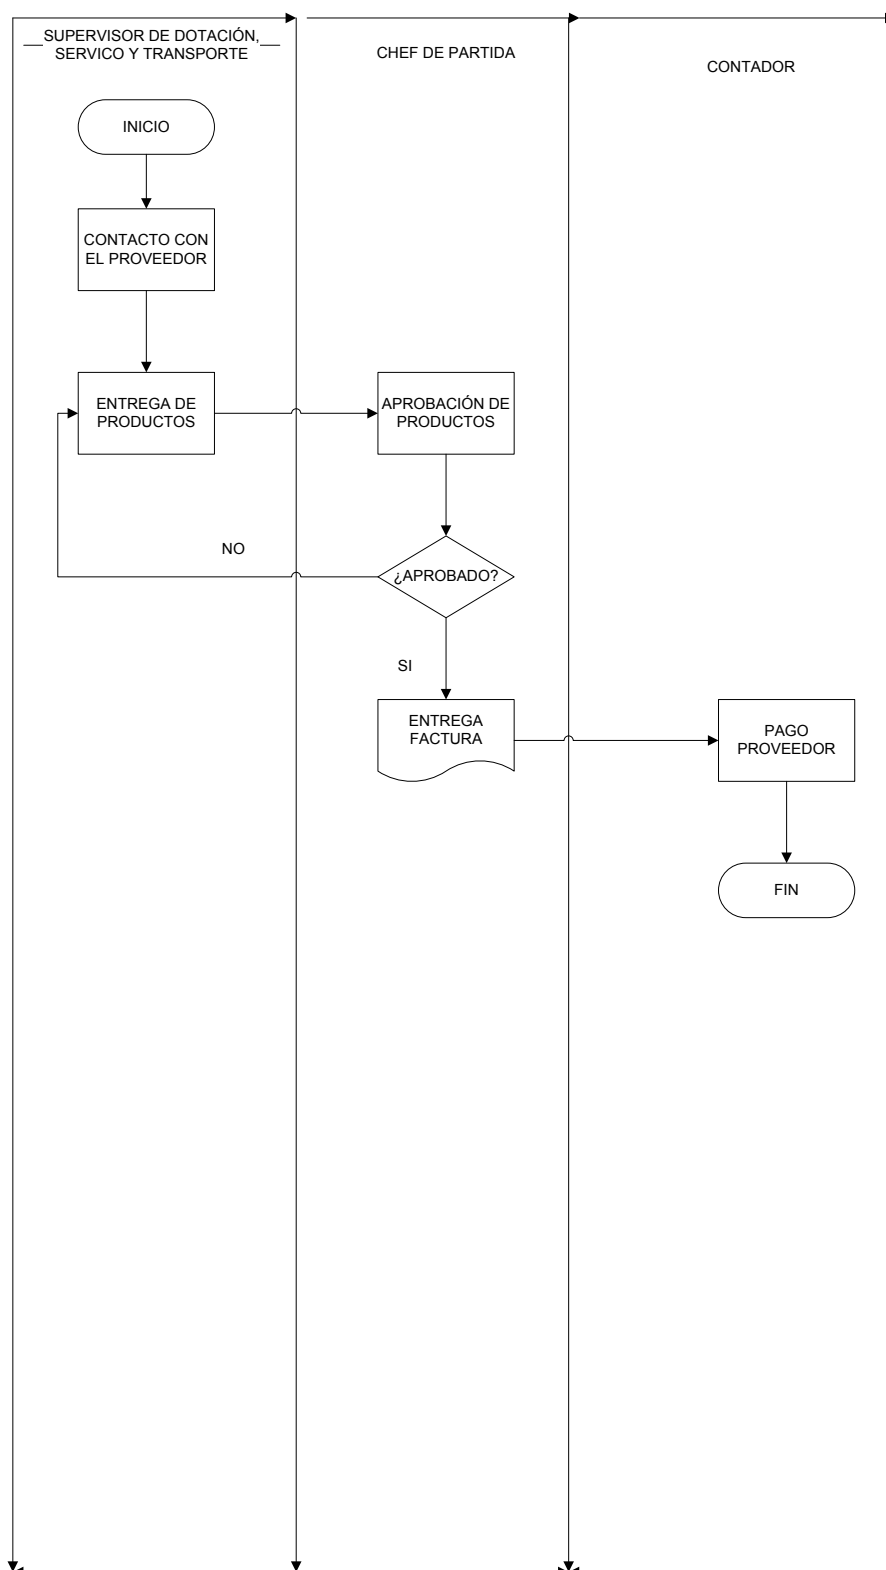 SUPERVISOR DE DOTACIÓN,
SERVICO Y TRANSPORTE
CHEF DE PARTIDA
CONTADOR
INICIO
CONTACTO CON
EL PROVEEDOR
ENTREGA DE
PRODUCTOS
APROBACIÓN DE
PRODUCTOS
NO
¿APROBADO?
SI
ENTREGA
FACTURA
PAGO
PROVEEDOR
FIN